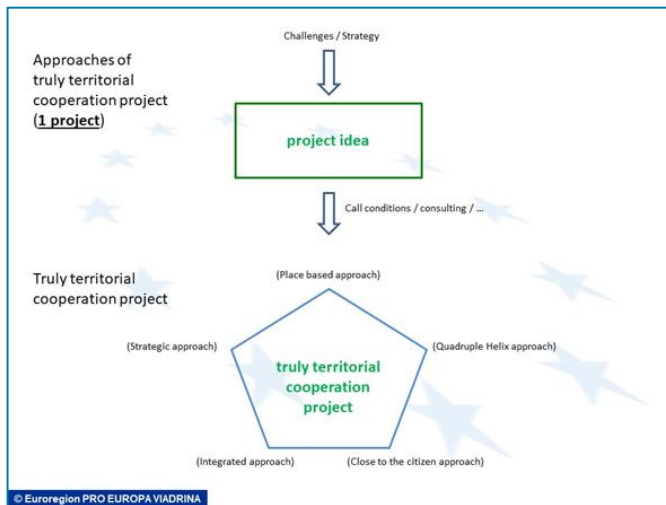 Challenges / Strategy
Approaches of
truly territorial
cooperation project
(1 project)
project idea
Call conditions / consulting / ...
Truly territorial
cooperation project
(Place based approach)
(Strategic approach)
(Quadruple Helix approach)
truly territorial
cooperation
project
(Integrated approach)
(Close to the citizen approach)
© Euroregion PRO EUROPA VIADRINA